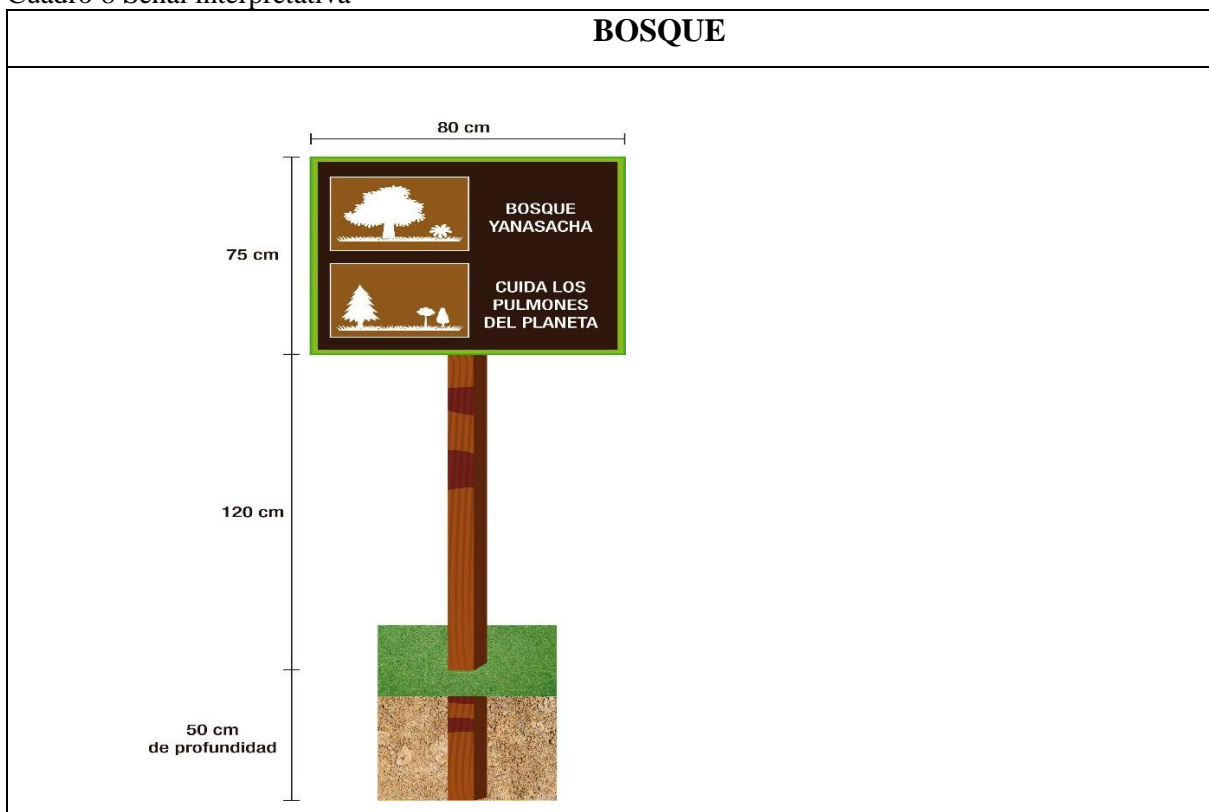 Cuadro 8 Señal interpretativa
BOSQUE
80 cm
75 cm
BOSQUE
YANASACHA
CUIDA LOS
PULMONES
DEL PLANETA
120 cm
50 cm
de profundidad